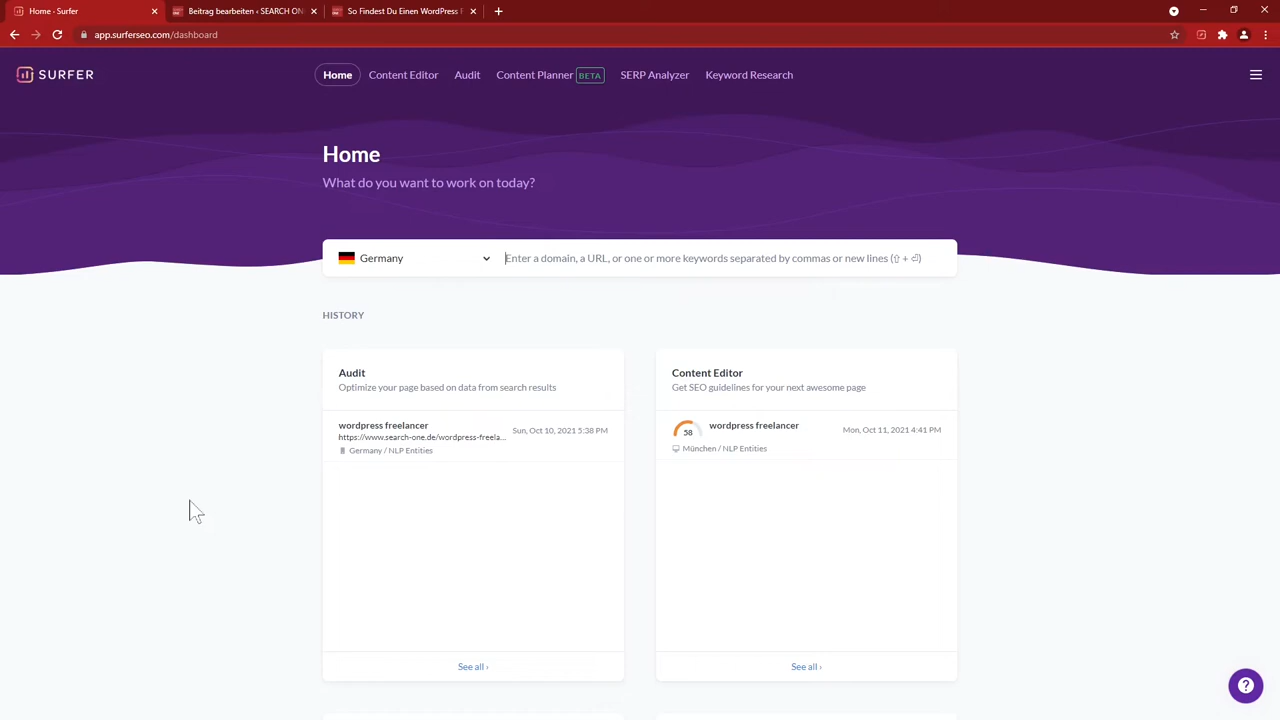 Home - Surfer
Beitrag bearbeiten ‹ SEARCH ON
So Findest Du Einen WordPress F
app.surferseo.com/dashboard
SURFER
Home
Content Editor
Audit
Content Planner BETA
SERP Analyzer
Keyword Research
Home
What do you want to work on today?
Germany
Enter a domain, a URL, or one or more keywords separated by commas or new lines (⇧ + ⏎)
HISTORY
Audit
Optimize your page based on data from search results
wordpress freelancer
https://www.search-one.de/wordpress-freela...
Sun, Oct 10, 2021 5:38 PM
Germany / NLP Entities
See all ›
Content Editor
Get SEO guidelines for your next awesome page
58
wordpress freelancer
Mon, Oct 11, 2021 4:41 PM
München / NLP Entities
See all ›